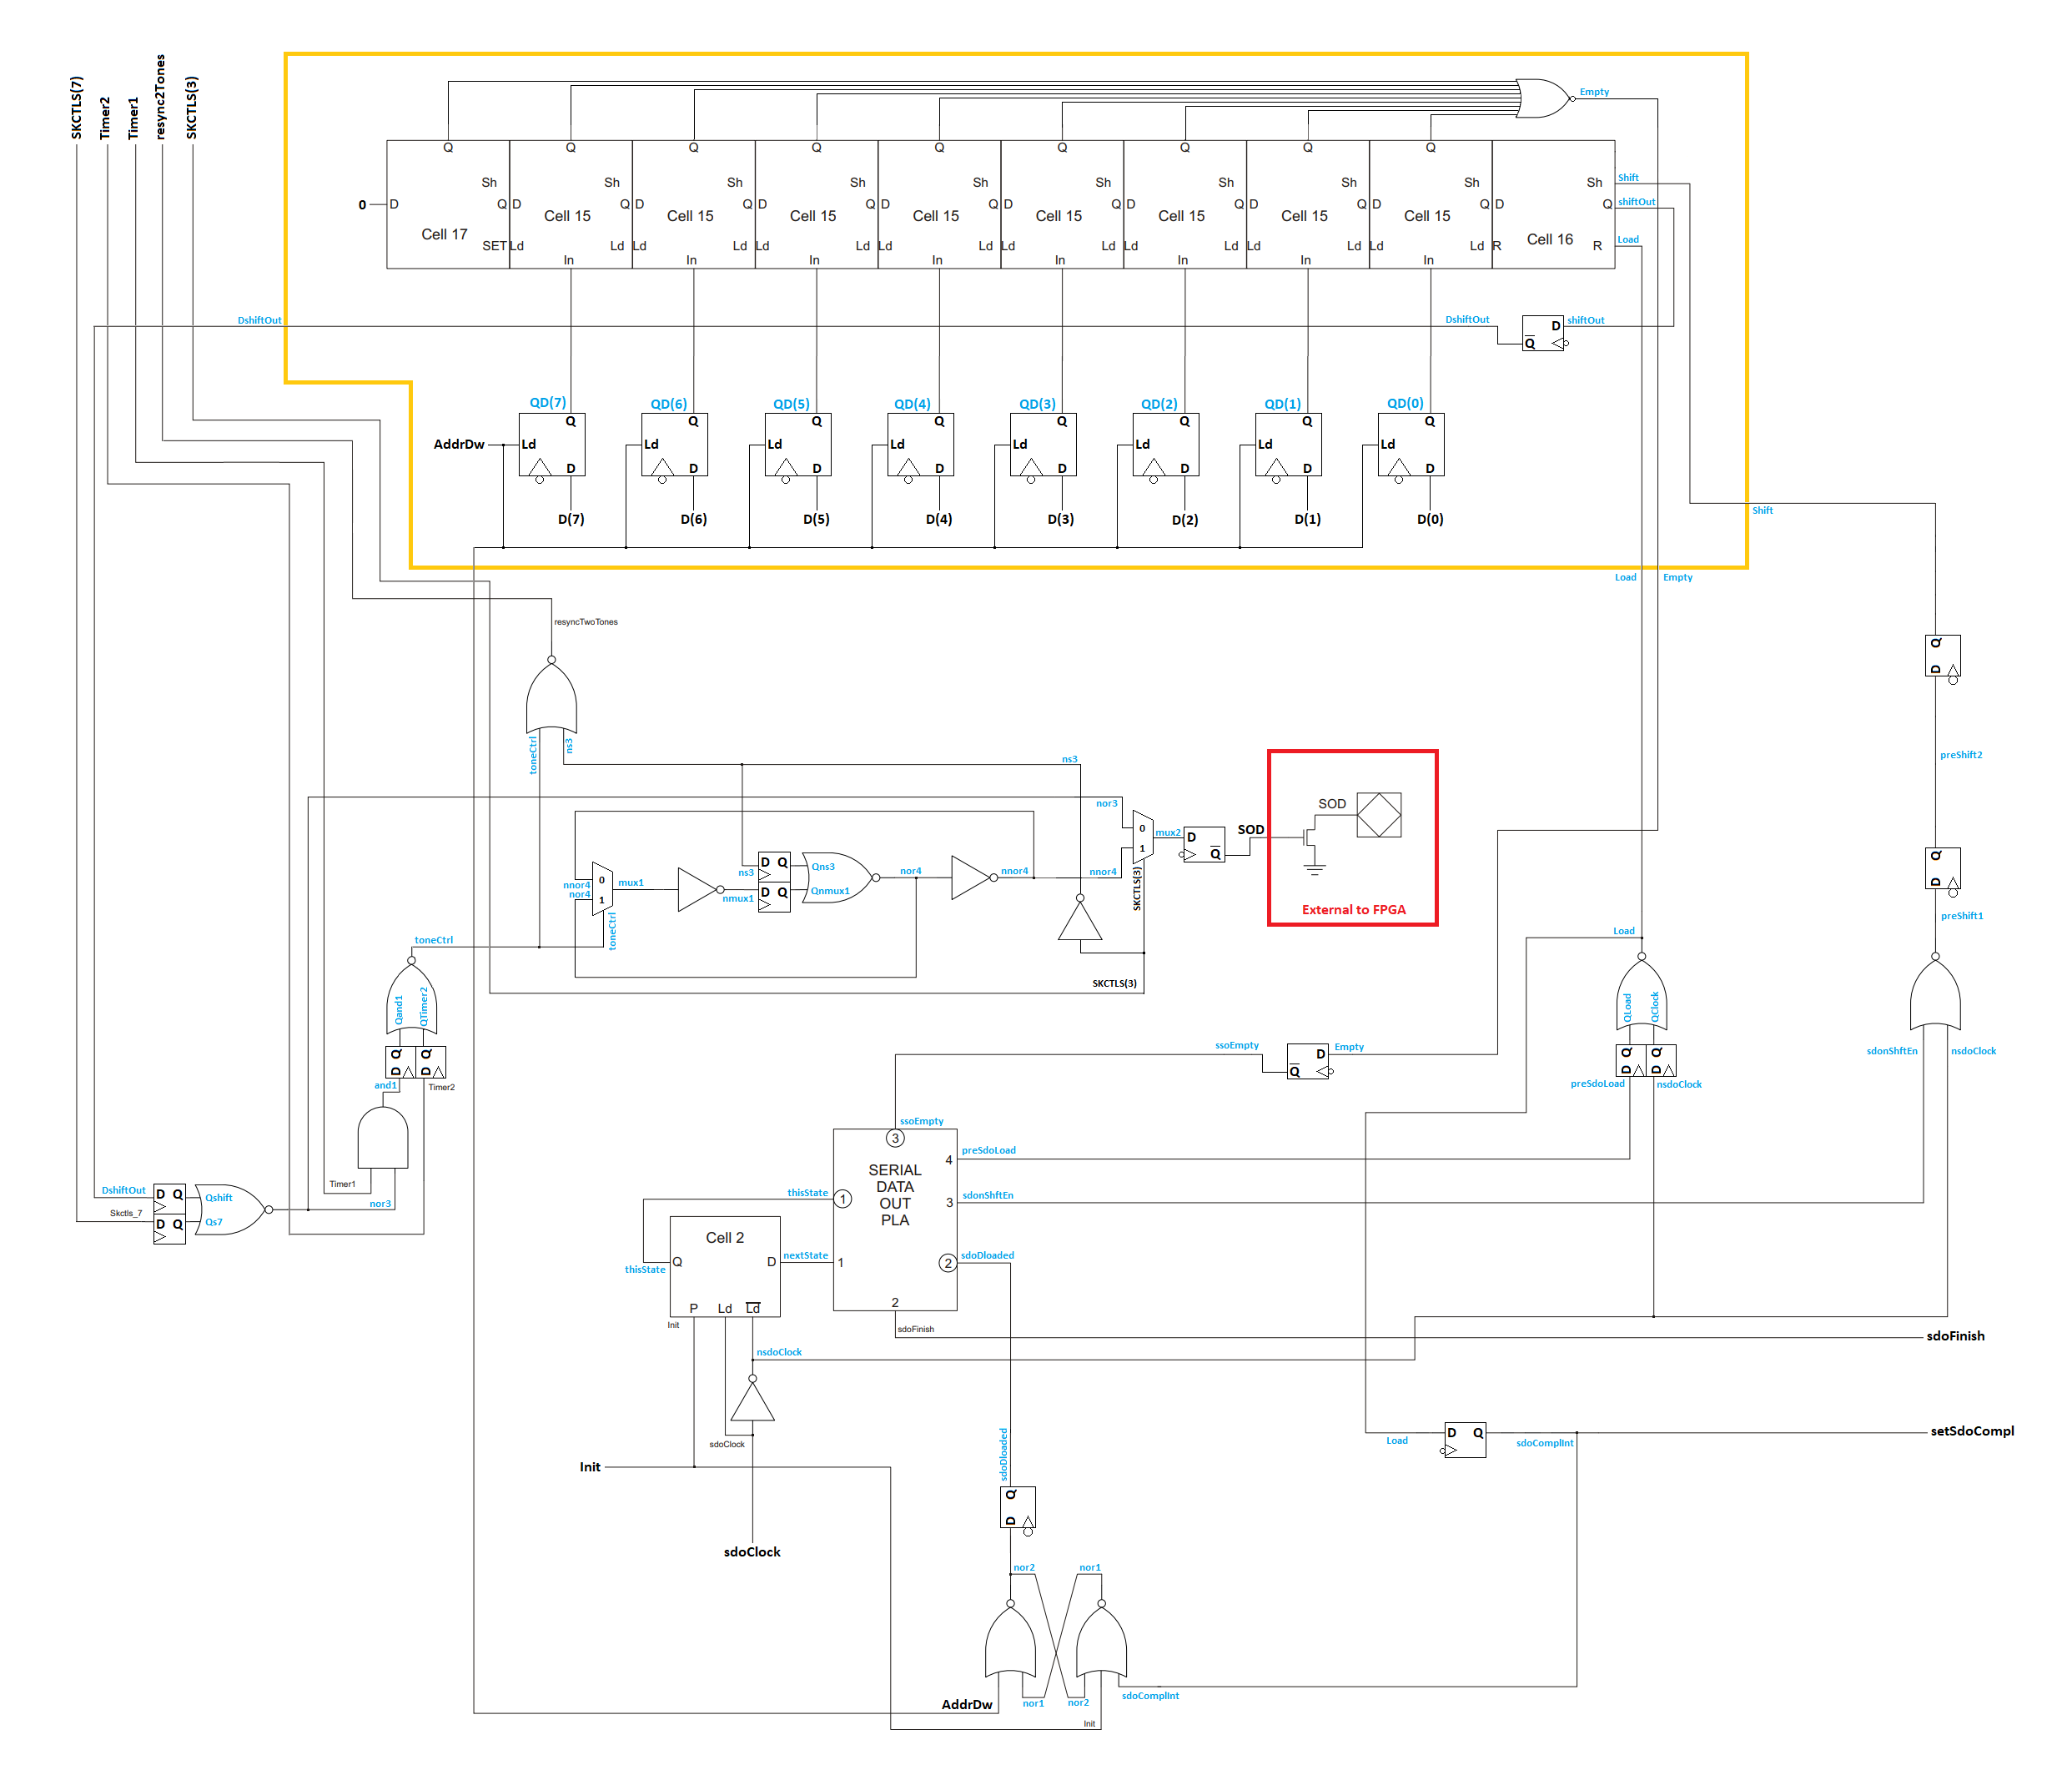 SKCTLS(7)
Timer2
Timer1
resync2Tones
SKCTLS(3)
Empty
Q Q Q Q Q Q Q Q Q
Sh Sh Sh Sh Sh Sh Sh Sh Sh Sh
Shift
0 D Q D Q D Q D Q D Q D Q D Q D Q D Q D Q
shiftOut
Cell 17 Cell 15 Cell 15 Cell 15 Cell 15 Cell 15 Cell 15 Cell 15 Cell 15 Cell 16
SET Ld Ld Ld Ld Ld Ld Ld Ld Ld Ld Ld Ld Ld Ld Ld Ld R R
Load
In In In In In In In In
DshiftOut
DshiftOut
D
Q
shiftOut
QD(7) QD(6) QD(5) QD(4) QD(3) QD(2) QD(1) QD(0)
Q Q Q Q Q Q Q Q
AddrDw
Ld Ld Ld Ld Ld Ld Ld Ld
D D D D D D D D
D(7) D(6) D(5) D(4) D(3) D(2) D(1) D(0)
Shift
Load
Empty
resyncTwoTones
Q
D
preShift2
Q
D
preShift1
toneCtrl
ns3
ns3
nor3
0
1
mux2
SKCTLS(3)
D
Q
SOD
SOD
External to FPGA
nnor4
nor4
0
1
mux1
toneCtrl
nmux1
ns3
D Q
D Q
Qns3
Qnmux1
nor4
nnor4
nnor4
SKCTLS(3)
toneCtrl
Qand1
QTimer2
Q Q
D D
and1
Timer2
Timer1
nor3
DshiftOut
Skctls_7
D Q
D Q
Qshift
Qs7
Load
QLoad
QClock
Q Q
D D
preSdoLoad
nsdoClock
sdonShftEn
nsdoClock
ssoEmpty
D
Q
Empty
ssoEmpty
3
SERIAL
DATA
OUT
PLA
4
preSdoLoad
3
sdonShftEn
1
thisState
2
sdoDloaded
1
nextState
2
sdoFinish
sdoFinish
Cell 2
Q D
thisState
P Ld Ld
Init
nsdoClock
sdoClock
Init
sdoClock
Load
D Q
sdoComplInt
setSdoCompl
sdoDloaded
Q
D
nor2
nor1
AddrDw
nor1
nor2
sdoComplInt
Init